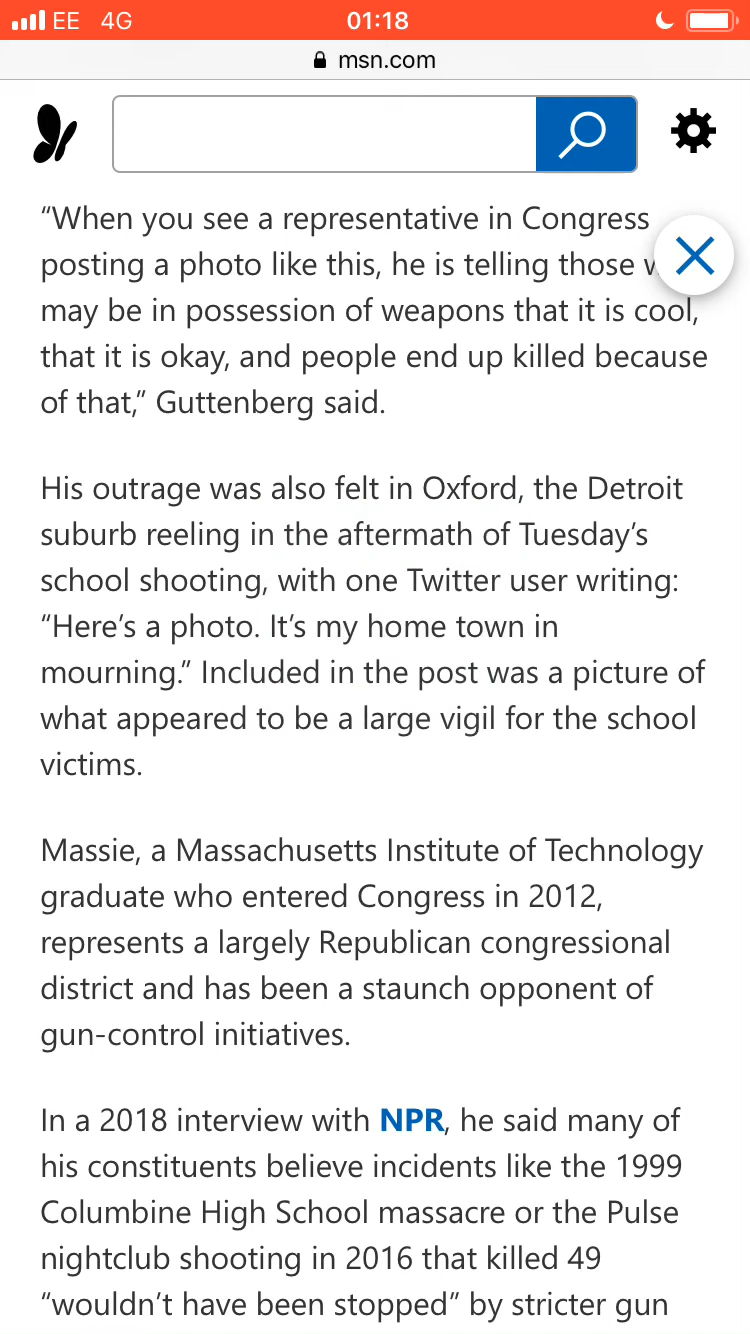 EE 4G 01:18
msn.com
“When you see a representative in Congress
posting a photo like this, he is telling those
may be in possession of weapons that it is cool,
that it is okay, and people end up killed because
of that,” Guttenberg said.
His outrage was also felt in Oxford, the Detroit
suburb reeling in the aftermath of Tuesday’s
school shooting, with one Twitter user writing:
“Here’s a photo. It’s my home town in
mourning.” Included in the post was a picture of
what appeared to be a large vigil for the school
victims.
Massie, a Massachusetts Institute of Technology
graduate who entered Congress in 2012,
represents a largely Republican congressional
district and has been a staunch opponent of
gun-control initiatives.
In a 2018 interview with NPR, he said many of
his constituents believe incidents like the 1999
Columbine High School massacre or the Pulse
nightclub shooting in 2016 that killed 49
“wouldn’t have been stopped” by stricter gun